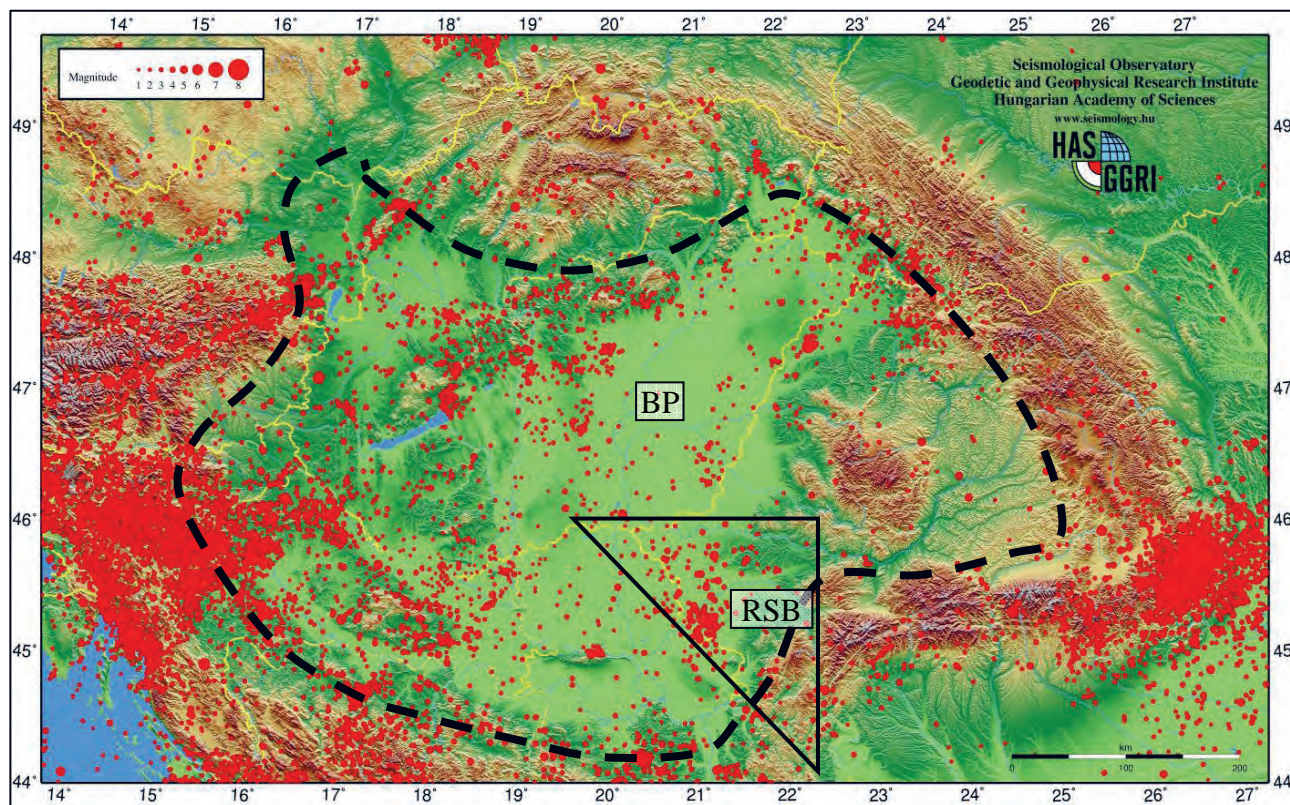 14° 15° 16° 17° 18° 19° 20° 21° 22° 23° 24° 25° 26° 27°
Magnitude
1 2 3 4 5 6 7 8
Seismological Observatory
Geodetic and Geophysical Research Institute
Hungarian Academy of Sciences
www.seismology.hu
HAS
GGRI
49° 49
48° 48
47° 47
BP
46° 46
RSB
45° 45
km
0 100 200
44° 44
14 15 16 17 18 19 20 21 22 23 24 25 26 27°